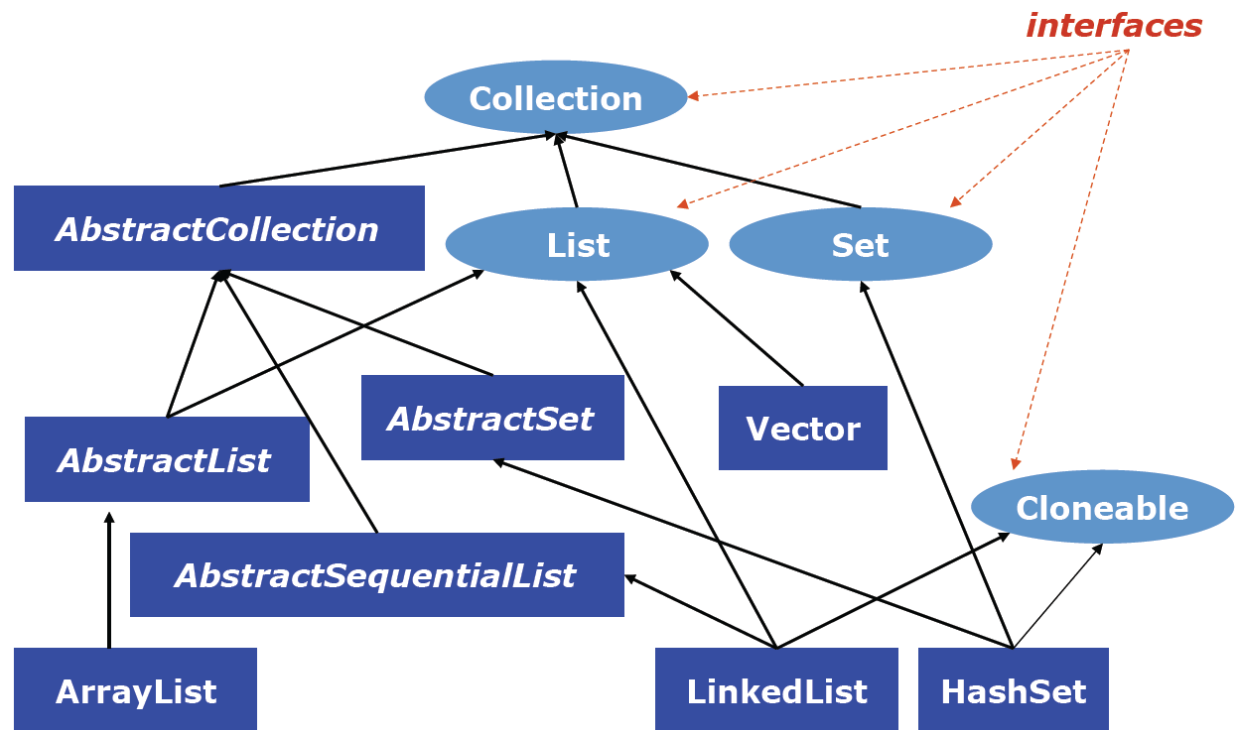 interfaces
Collection
AbstractCollection
List
Set
AbstractSet
Vector
AbstractList
Cloneable
AbstractSequentialList
ArrayList
LinkedList
HashSet